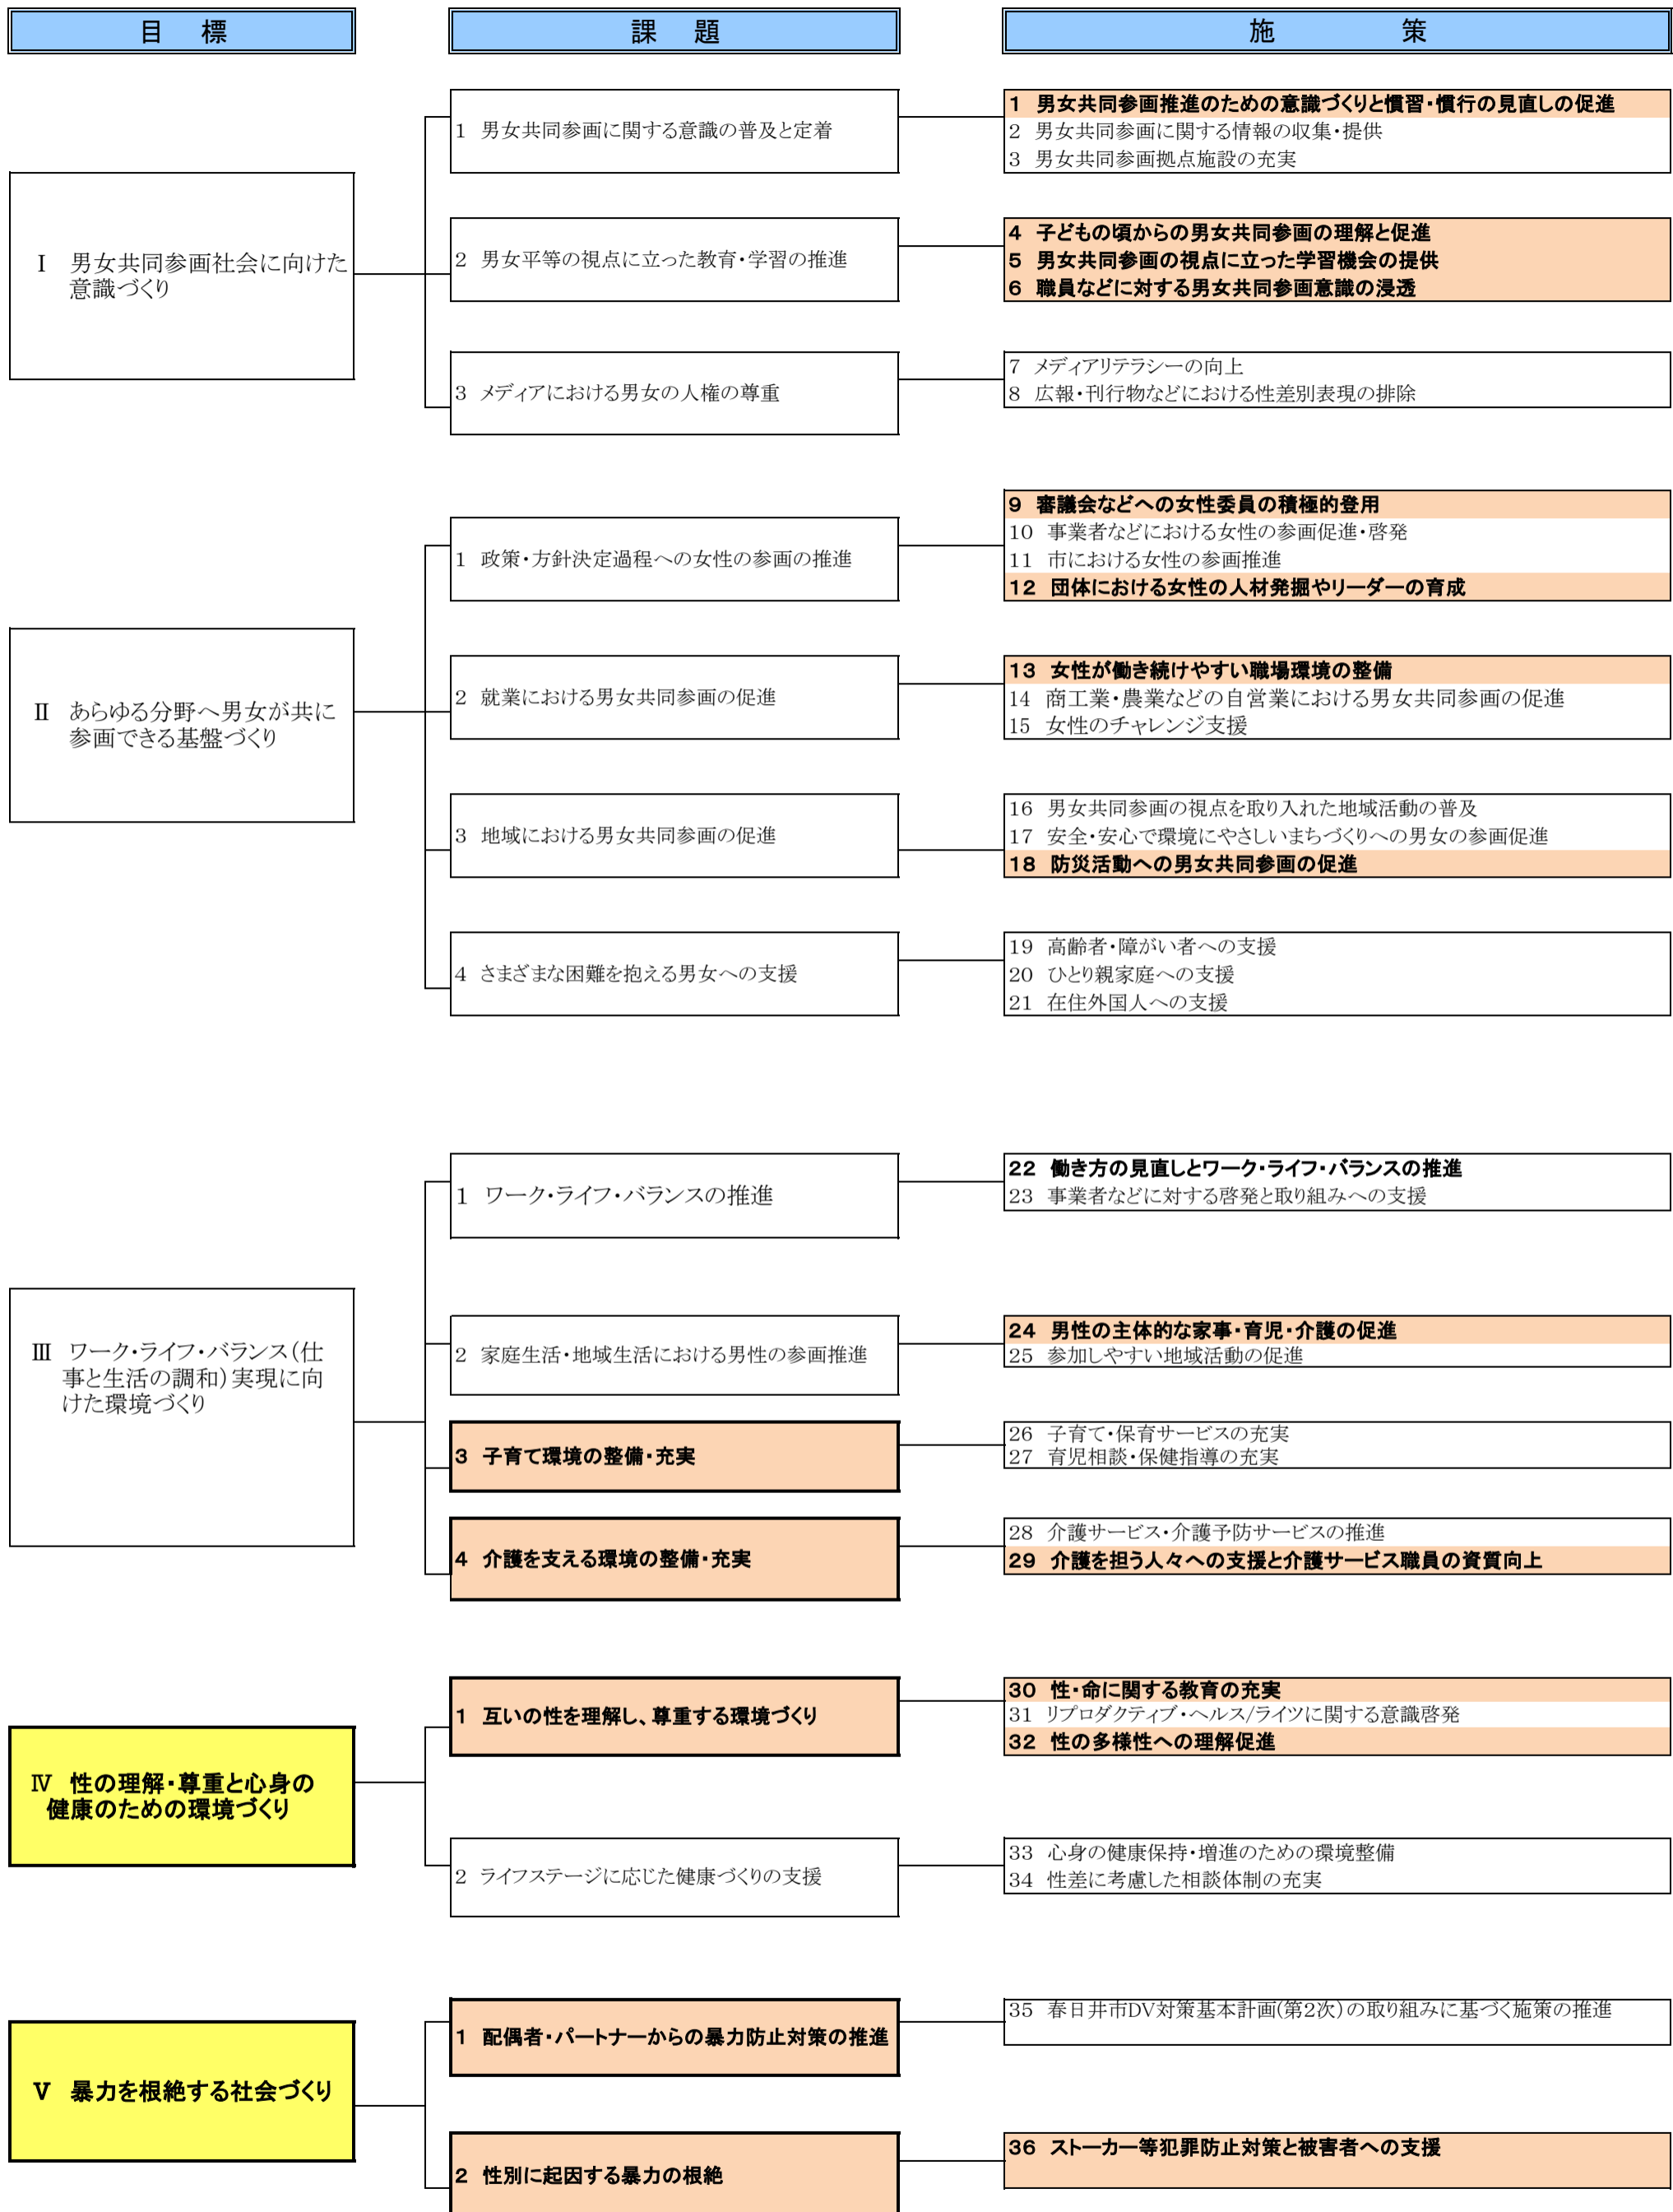 目　標
課　題
施　策
Ⅰ　男女共同参画社会に向けた
意識づくり
1　男女共同参画に関する意識の普及と定着
1　男女共同参画推進のための意識づくりと慣習・慣行の見直しの促進
2　男女共同参画に関する情報の収集・提供
3　男女共同参画拠点施設の充実
2　男女平等の視点に立った教育・学習の推進
4　子どもの頃からの男女共同参画の理解と促進
5　男女共同参画の視点に立った学習機会の提供
6　職員などに対する男女共同参画意識の浸透
3　メディアにおける男女の人権の尊重
7　メディアリテラシーの向上
8　広報・刊行物などにおける性差別表現の排除
Ⅱ　あらゆる分野へ男女が共に
参画できる基盤づくり
1　政策・方針決定過程への女性の参画の推進
9　審議会などへの女性委員の積極的登用
10　事業者などにおける女性の参画促進・啓発
11　市における女性の参画推進
12　団体における女性の人材発掘やリーダーの育成
2　就業における男女共同参画の促進
13　女性が働き続けやすい職場環境の整備
14　商工業・農業などの自営業における男女共同参画の促進
15　女性のチャレンジ支援
3　地域における男女共同参画の促進
16　男女共同参画の視点を取り入れた地域活動の普及
17　安全・安心で環境にやさしいまちづくりへの男女の参画促進
18　防災活動への男女共同参画の促進
4　さまざまな困難を抱える男女への支援
19　高齢者・障がい者への支援
20　ひとり親家庭への支援
21　在住外国人への支援
Ⅲ　ワーク・ライフ・バランス（仕
事と生活の調和）実現に向
けた環境づくり
1　ワーク・ライフ・バランスの推進
22　働き方の見直しとワーク・ライフ・バランスの推進
23　事業者などに対する啓発と取り組みへの支援
2　家庭生活・地域生活における男性の参画推進
24　男性の主体的な家事・育児・介護の促進
25　参加しやすい地域活動の促進
3　子育て環境の整備・充実
26　子育て・保育サービスの充実
27　育児相談・保健指導の充実
4　介護を支える環境の整備・充実
28　介護サービス・介護予防サービスの推進
29　介護を担う人々への支援と介護サービス職員の資質向上
Ⅳ　性の理解・尊重と心身の
健康のための環境づくり
1　互いの性を理解し、尊重する環境づくり
30　性・命に関する教育の充実
31　リプロダクティブ・ヘルス/ライツに関する意識啓発
32　性の多様性への理解促進
2　ライフステージに応じた健康づくりの支援
33　心身の健康保持・増進のための環境整備
34　性差に考慮した相談体制の充実
Ⅴ　暴力を根絶する社会づくり
1　配偶者・パートナーからの暴力防止対策の推進
35　春日井市DV対策基本計画(第2次）の取り組みに基づく施策の推進
2　性別に起因する暴力の根絶
36　ストーカー等犯罪防止対策と被害者への支援